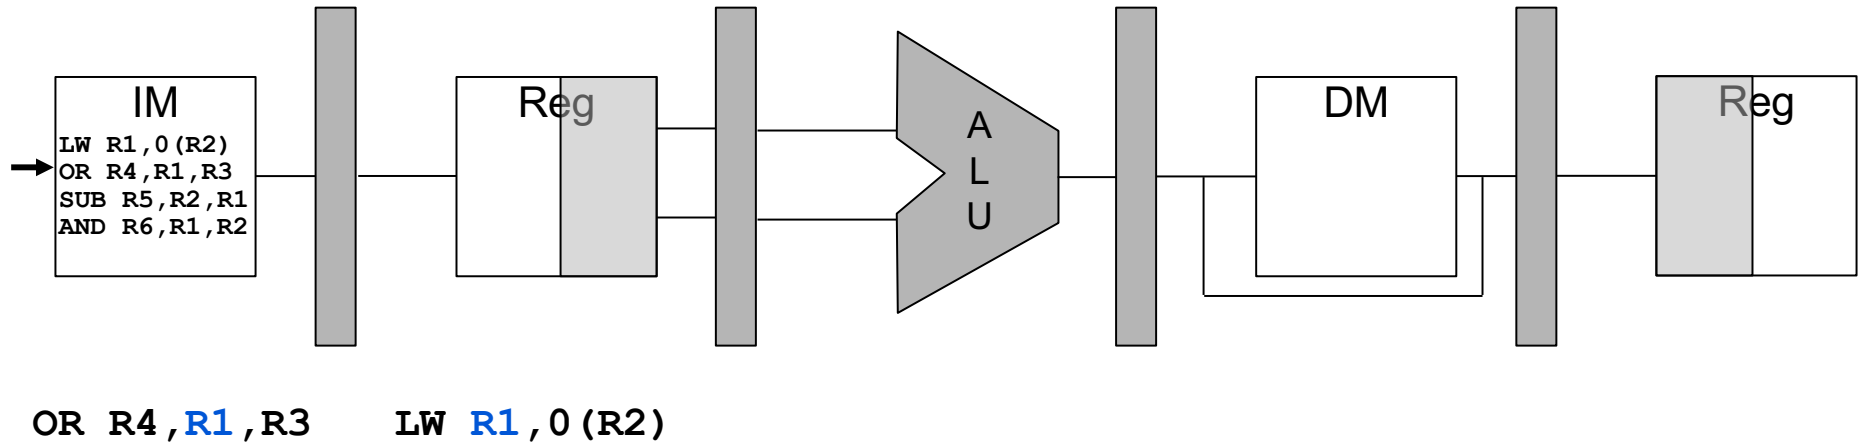 IM
LW R1,0(R2)
OR R4,R1,R3
SUB R5,R2,R1
AND R6,R1,R2
Reg
A
L
U
DM
Reg
OR R4,R1,R3 LW R1,0(R2)